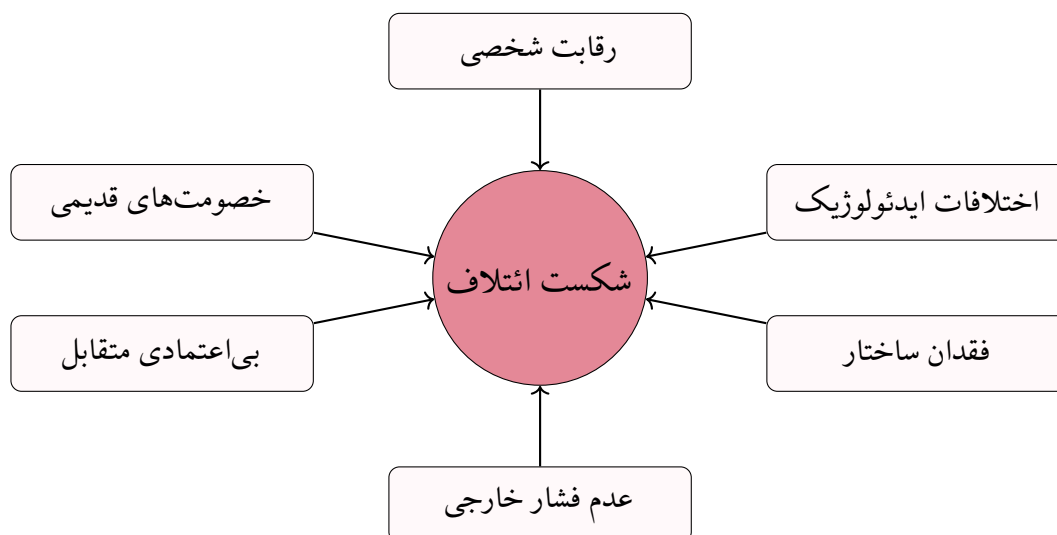 رقابت شخصی
اختلافات ایدئولوژیک
خصومت‌های قدیمی
شکست ائتلاف
فقدان ساختار
بی‌اعتمادی متقابل
عدم فشار خارجی